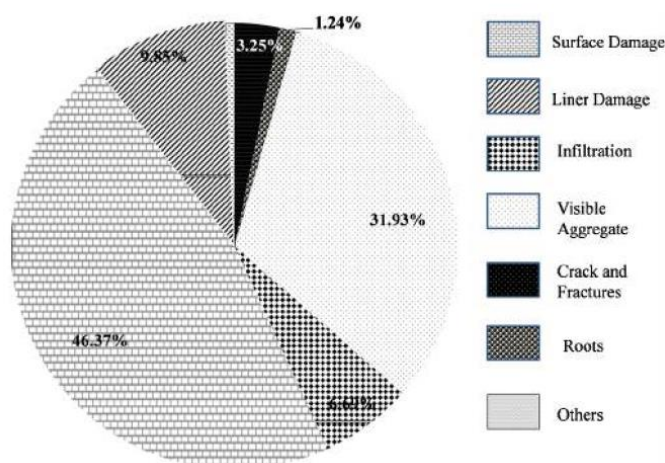 1.24%
3.25%
9.85%
31.93%
46.37%
Surface Damage
Liner Damage
Infiltration
Visible
Aggregate
Crack and
Fractures
Roots
Others